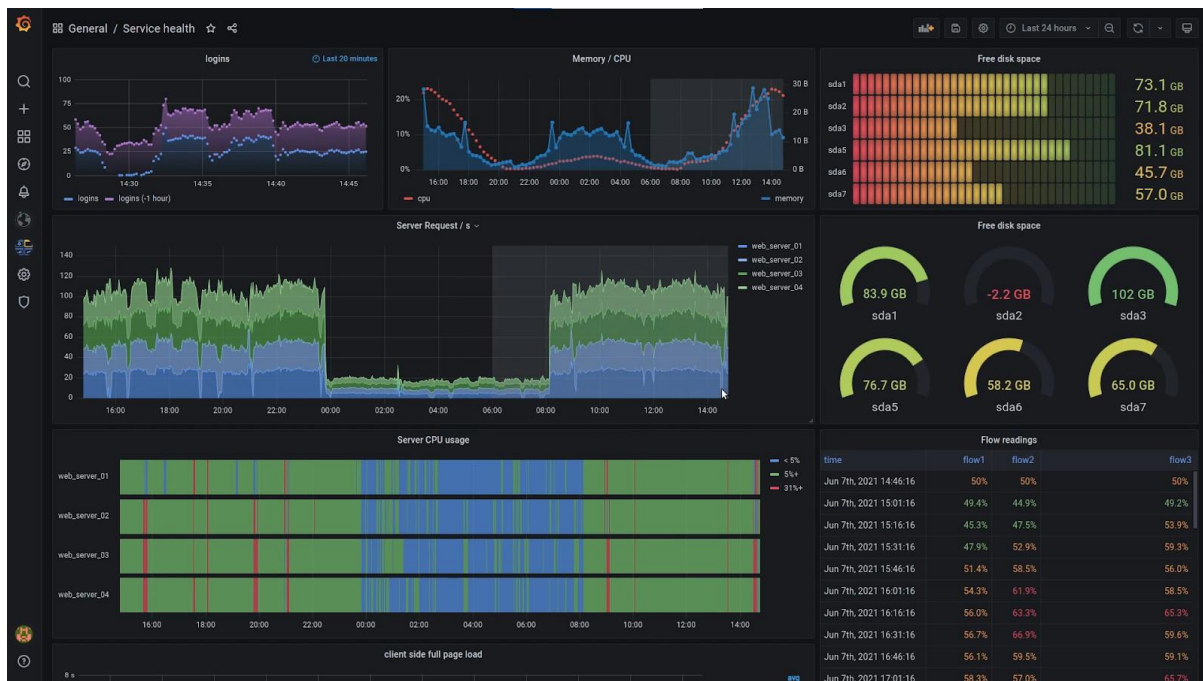 General / Service health
Last 24 hours
logins
Last 20 minutes
100
75
50
25
0
14:30 14:35 14:40 14:45
logins logins (-1 hour)
Memory / CPU
20%
10%
0%
30 B
20 B
10 B
0 B
16:00 18:00 20:00 22:00 00:00 02:00 04:00 06:00 08:00 10:00 12:00 14:00
cpu memory
Free disk space
sda1 73.1 GB
sda2 71.8 GB
sda3 38.1 GB
sda5 81.1 GB
sda6 45.7 GB
sda7 57.0 GB
Server Request / s
140
120
100
80
60
40
20
0
16:00 18:00 20:00 22:00 00:00 02:00 04:00 06:00 08:00 10:00 12:00 14:00
web_server_01
web_server_02
web_server_03
web_server_04
Free disk space
83.9 GB -2.2 GB 102 GB
sda1 sda2 sda3
76.7 GB 58.2 GB 65.0 GB
sda5 sda6 sda7
Server CPU usage
web_server_01
web_server_02
web_server_03
web_server_04
16:00 18:00 20:00 22:00 00:00 02:00 04:00 06:00 08:00 10:00 12:00 14:00
< 5%
5%+
31%+
Flow readings
time flow1 flow2 flow3
Jun 7th, 2021 14:46:16 50% 50% 50%
Jun 7th, 2021 15:01:16 49.4% 44.9% 49.2%
Jun 7th, 2021 15:16:16 45.3% 47.5% 53.9%
Jun 7th, 2021 15:31:16 47.9% 52.9% 59.3%
Jun 7th, 2021 15:46:16 51.4% 58.5% 56.0%
Jun 7th, 2021 16:01:16 54.3% 61.9% 58.5%
Jun 7th, 2021 16:16:16 56.0% 63.3% 65.3%
Jun 7th, 2021 16:31:16 56.7% 66.9% 59.6%
Jun 7th, 2021 16:46:16 56.1% 59.5% 59.1%
Jun 7th, 2021 17:01:16 58.3% 57.0% 65.7%
client side full page load
8 s
avg